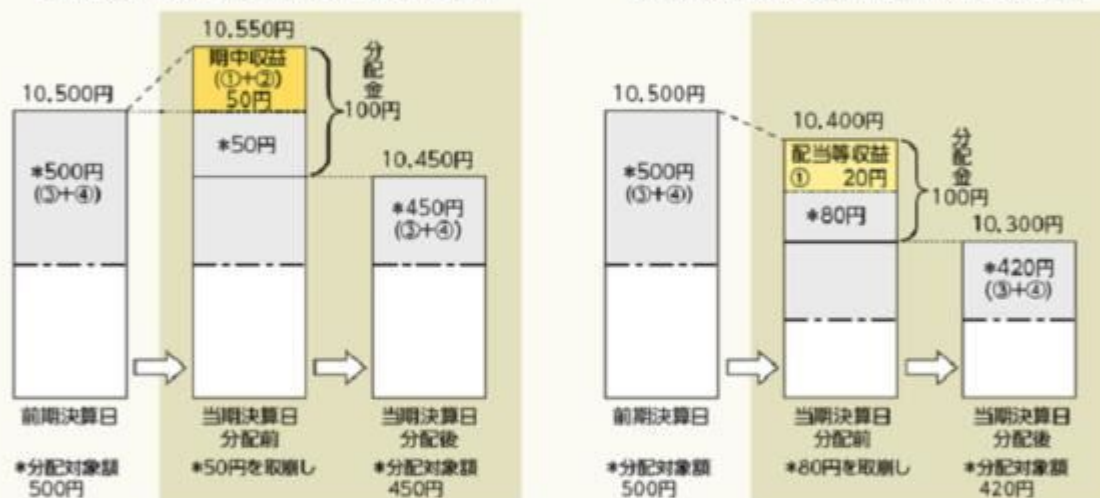 10,550円
期中収益
(①+②)
50円
分配金
100円
10,500円
*500円
(③+④)
*50円
10,450円
*450円
(③+④)
前期決算日
当期決算日
分配前
当期決算日
分配後
*分配対象額
500円
*50円を取崩し
*分配対象額
450円
10,500円
*500円
(③+④)
10,400円
配当等収益
① 20円
*80円
分配金
100円
10,300円
*420円
(③+④)
前期決算日
当期決算日
分配前
当期決算日
分配後
*分配対象額
500円
*80円を取崩し
*分配対象額
420円